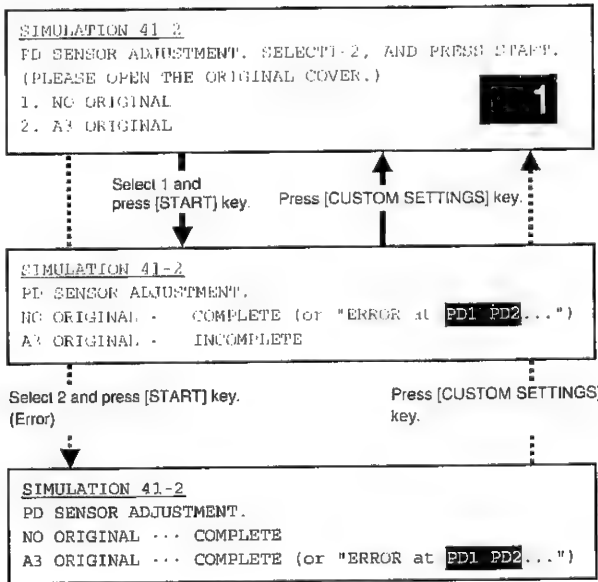 SIMULATION 41-2
PD SENSOR ADJUSTMENT. SELECT1-2, AND PRESS START.
(PLEASE OPEN THE ORIGINAL COVER.)
1. NO ORIGINAL
2. A3 ORIGINAL
1
Select 1 and
press [START) key.
Press [CUSTOM SETTINGS] key.
SIMULATION 41-2
PD SENSOR ADJUSTMENT.
NO ORIGINAL - COMPLETE (or "ERROR at PD1 PD2...")
A3 ORIGINAL - INCOMPLETE
Select 2 and press [START] key.
(Error)
Press [CUSTOM SETTINGS]
key.
SIMULATION 41-2
PD SENSOR ADJUSTMENT.
NO ORIGINAL ··· COMPLETE
A3 ORIGINAL ··· COMPLETE (or "ERROR at PD1 PD2...")